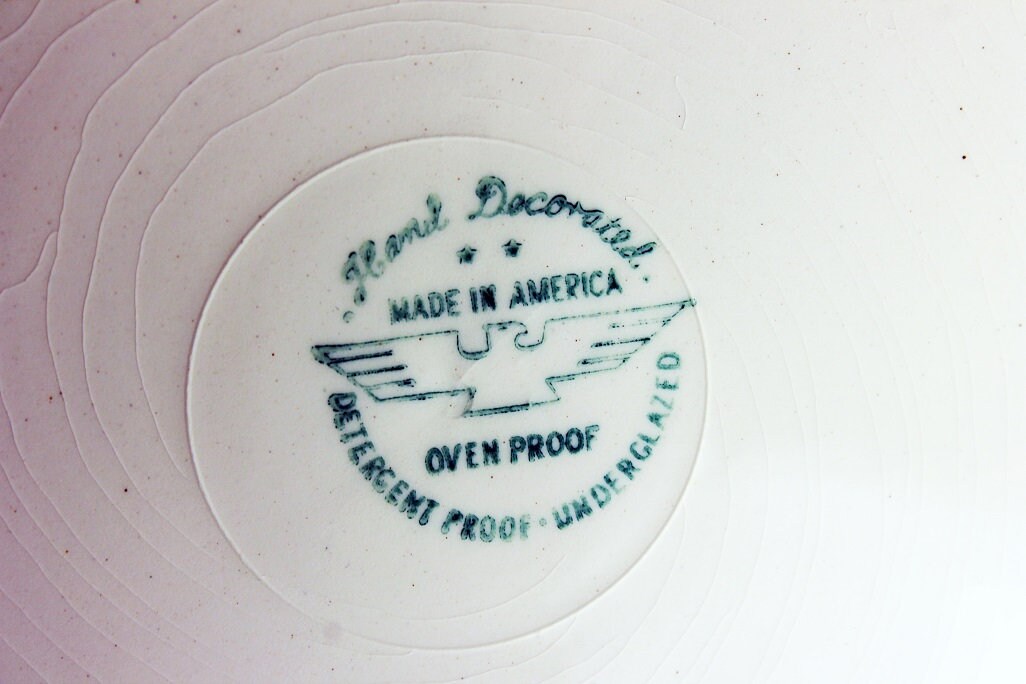 Hand Decorated
MADE IN AMERICA
OVEN PROOF
DETERGENT PROOF · UNDERGLAZED